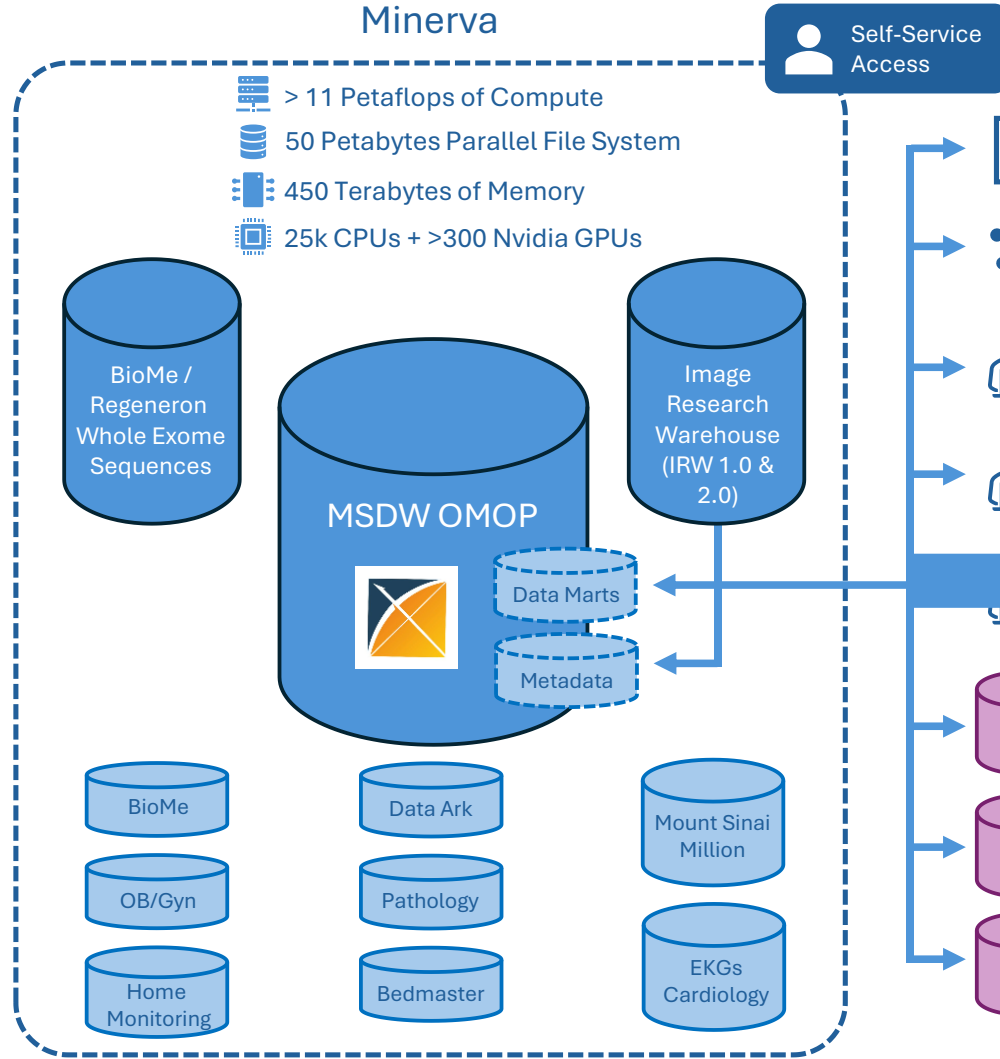 Minerva
Self-Service
Access
> 11 Petaflops of Compute
50 Petabytes Parallel File System
450 Terabytes of Memory
25k CPUs + >300 Nvidia GPUs
BioMe /
Regeneron
Whole Exome
Sequences
Image
Research
Warehouse
(IRW 1.0 &
2.0)
MSDW OMOP
Data Marts
Metadata
BioMe
Data Ark
Mount Sinai
Million
OB/Gyn
Pathology
Home
Monitoring
Bedmaster
EKGs
Cardiology